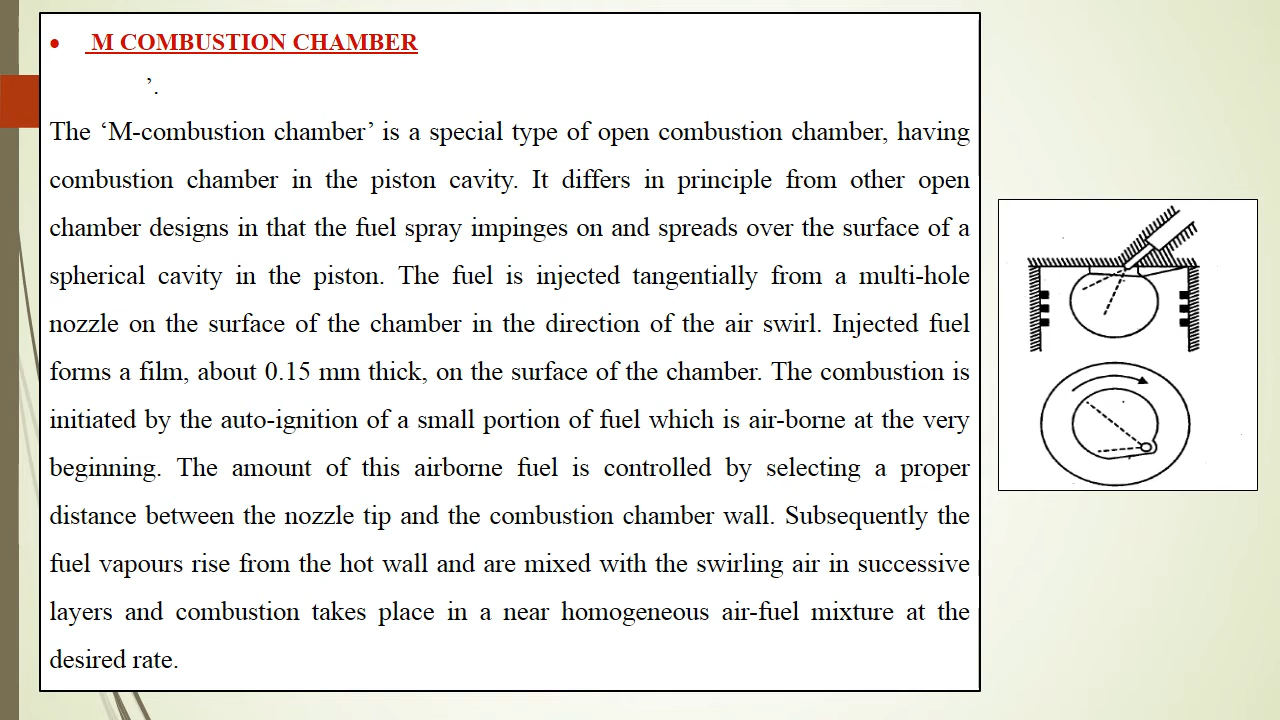 • M COMBUSTION CHAMBER
’.
The ‘M-combustion chamber’ is a special type of open combustion chamber, having
combustion chamber in the piston cavity. It differs in principle from other open
chamber designs in that the fuel spray impinges on and spreads over the surface of a
spherical cavity in the piston. The fuel is injected tangentially from a multi-hole
nozzle on the surface of the chamber in the direction of the air swirl. Injected fuel
forms a film, about 0.15 mm thick, on the surface of the chamber. The combustion is
initiated by the auto-ignition of a small portion of fuel which is air-borne at the very
beginning. The amount of this airborne fuel is controlled by selecting a proper
distance between the nozzle tip and the combustion chamber wall. Subsequently the
fuel vapours rise from the hot wall and are mixed with the swirling air in successive
layers and combustion takes place in a near homogeneous air-fuel mixture at the
desired rate.